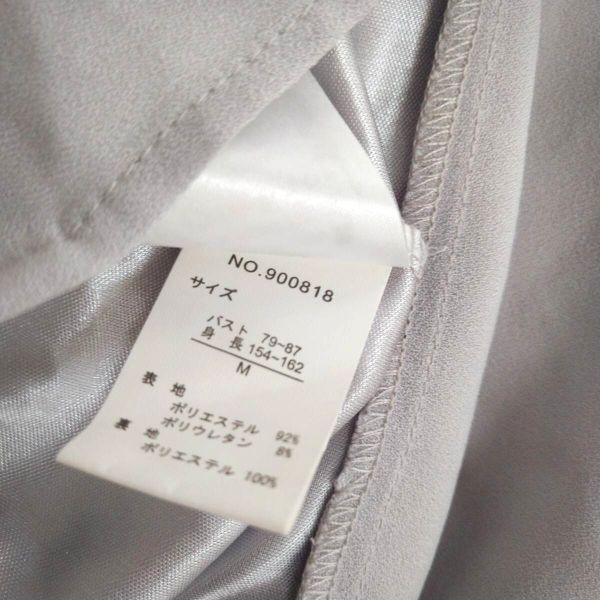 NO.900818
サイズ
バスト 79~87
身 長 154~162
M
表 地
ポリエステル 92%
ポリウレタン 8%
裏 地
ポリエステル 100%